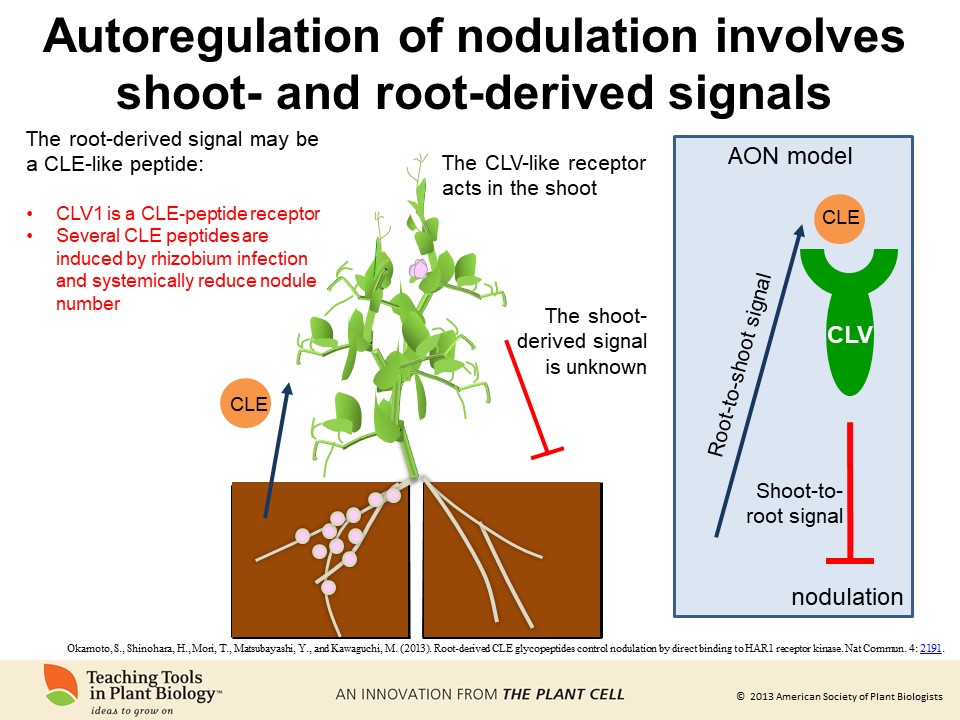 Autoregulation of nodulation involves
shoot- and root-derived signals
The root-derived signal may be
a CLE-like peptide:
• CLV1 is a CLE-peptide receptor
• Several CLE peptides are
induced by rhizobium infection
and systemically reduce nodule
number
The CLV-like receptor
acts in the shoot
The shoot-
derived signal
is unknown
CLE
AON model
CLE
CLV
Root-to-shoot signal
Shoot-to-
root signal
nodulation
Okamoto, S., Shinohara, H., Mori, T., Matsubayashi, Y., and Kawaguchi, M. (2013). Root-derived CLE glycopeptides control nodulation by direct binding to HAR1 receptor kinase. Nat Commun. 4: 2191.
Teaching Tools
in Plant Biology™
ideas to grow on
AN INNOVATION FROM THE PLANT CELL
© 2013 American Society of Plant Biologists